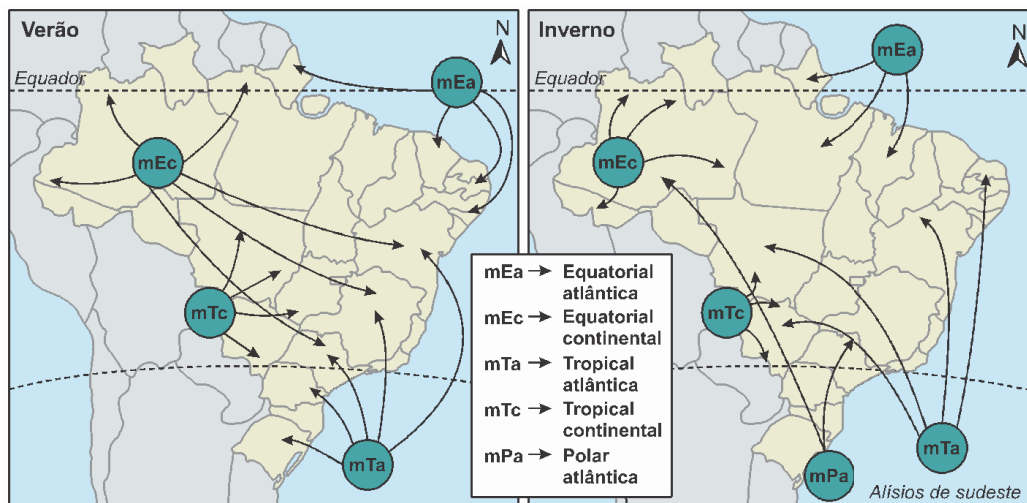 Verão
N
Equador
mEa
mEc
mTc
mTa
Inverno
N
mEa
Equador
mEc
mTc
mPa
mTa
Alísios de sudeste
mEa → Equatorial
atlântica
mEc → Equatorial
continental
mTa → Tropical
atlântica
mTc → Tropical
continental
mPa → Polar
atlântica